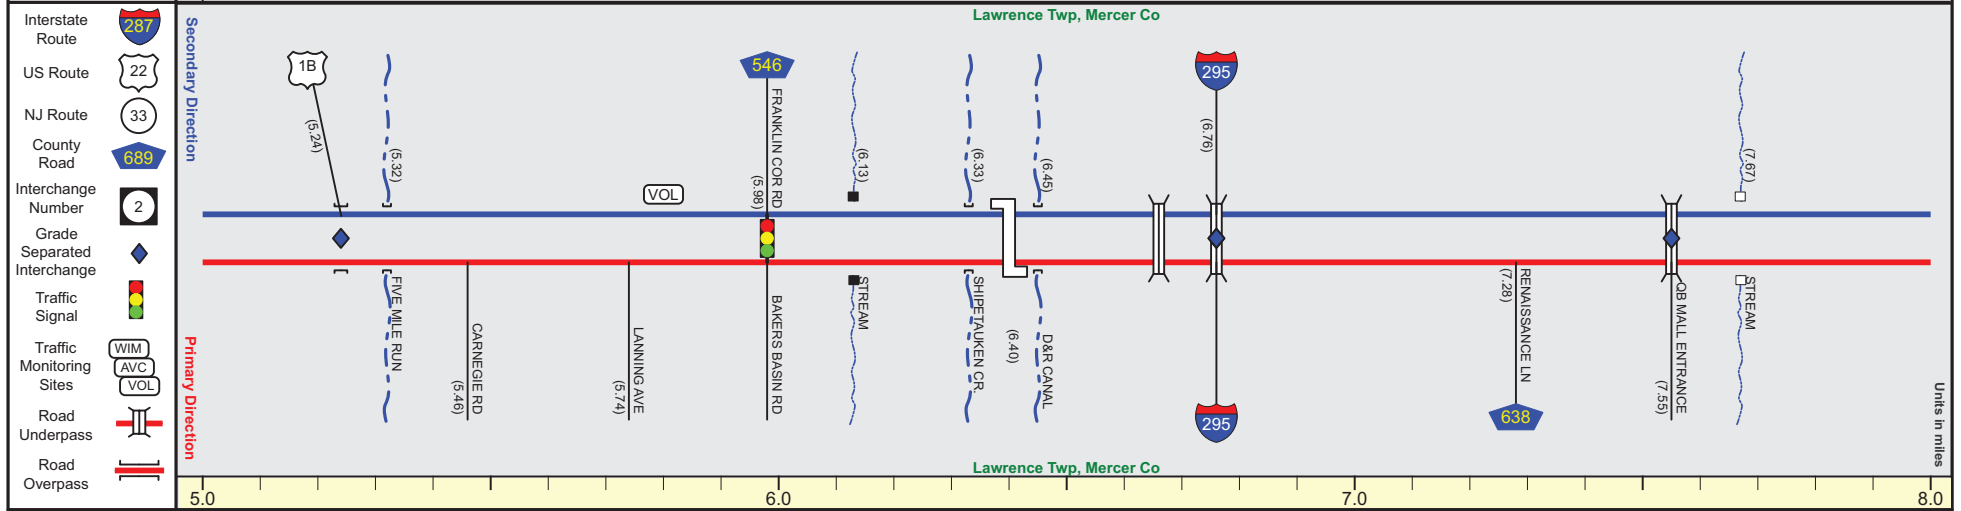 Interstate
Route
287
US Route
22
NJ Route
33
County
Road
689
Interchange
Number
2
Grade
Separated
Interchange
Traffic
Signal
Traffic
Monitoring
Sites
WIM
AVC
VOL
Road
Underpass
Road
Overpass
Secondary Direction
Primary Direction
Lawrence Twp, Mercer Co
1B
(5.24)
(5.32)
FIVE MILE RUN
CARNEGIE RD
(5.46)
LANNING AVE
(5.74)
VOL
546
FRANKLIN COR RD
(5.98)
BAKERS BASIN RD
(6.13)
STREAM
(6.33)
SHIPETAUKEN CR.
(6.40)
(6.45)
D&R CANAL
295
(6.76)
295
RENAISSANCE LN
(7.28)
638
QB MALL ENTRANCE
(7.55)
(7.67)
STREAM
Lawrence Twp, Mercer Co
Units in miles
5.0
6.0
7.0
8.0